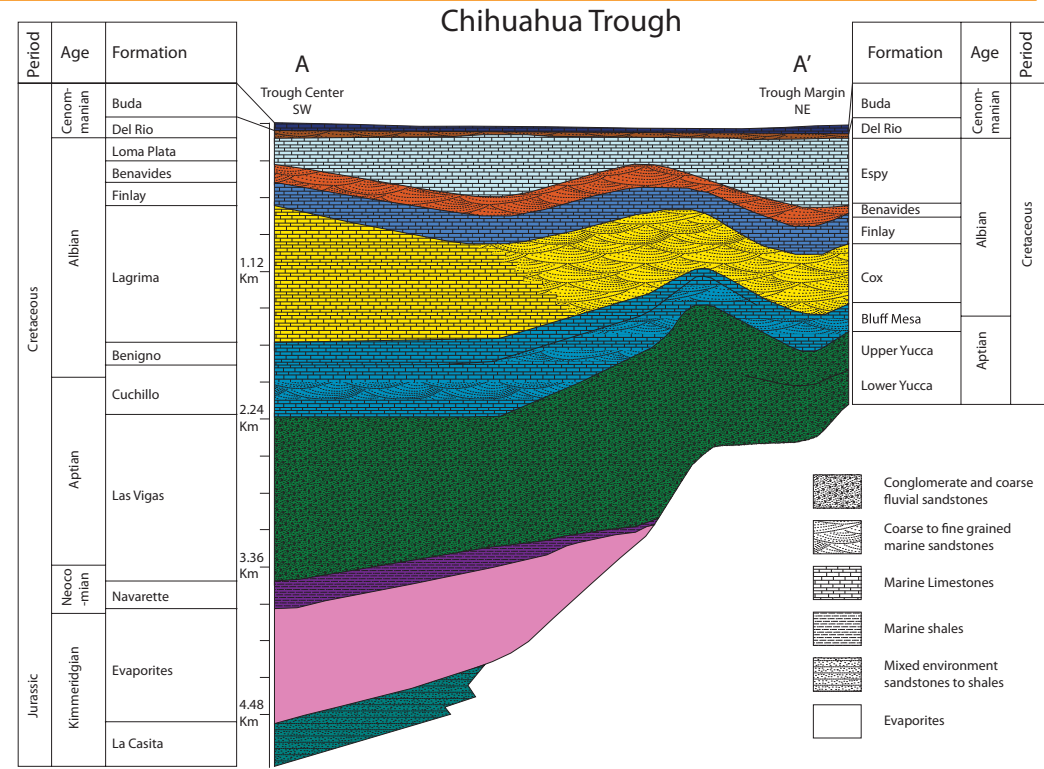 Chihuahua Trough
Period
Age
Formation
A
Trough Center
SW
A'
Trough Margin
NE
Formation
Age
Period
Cretaceous
Jurassic
Cenom-
manian
Albian
Aptian
Neoco
-mian
Kimmeridgian
Buda
Del Rio
Loma Plata
Benavides
Finlay
Lagrima
Benigno
Cuchillo
Las Vigas
Navarette
Evaporites
La Casita
1.12
Km
2.24
Km
3.36
Km
4.48
Km
Buda
Del Rio
Espy
Benavides
Finlay
Cox
Bluff Mesa
Upper Yucca
Lower Yucca
Cenom-
manian
Albian
Aptian
Cretaceous
Conglomerate and coarse
fluvial sandstones
Coarse to fine grained
marine sandstones
Marine Limestones
Marine shales
Mixed environment
sandstones to shales
Evaporites